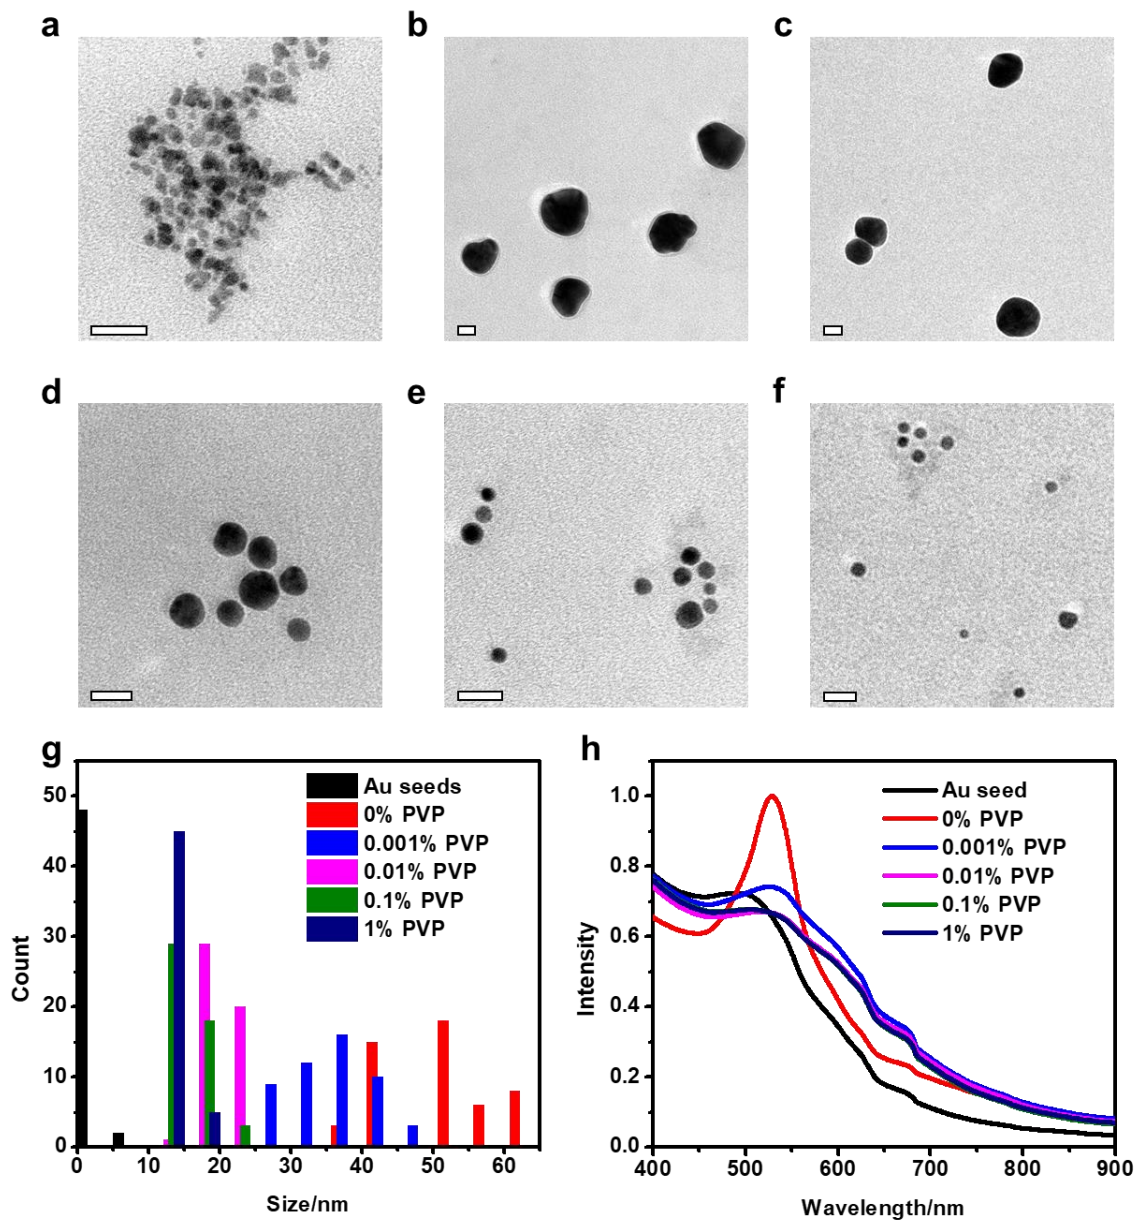 a
b
c
d
e
f
g
50
40
30
20
10
0
0
10
20
30
40
50
60
Count
Size/nm
Au seeds
0% PVP
0.001% PVP
0.01% PVP
0.1% PVP
1% PVP
h
1.0
0.8
0.6
0.4
0.2
0.0
400
500
600
700
800
900
Intensity
Wavelength/nm
Au seed
0% PVP
0.001% PVP
0.01% PVP
0.1% PVP
1% PVP